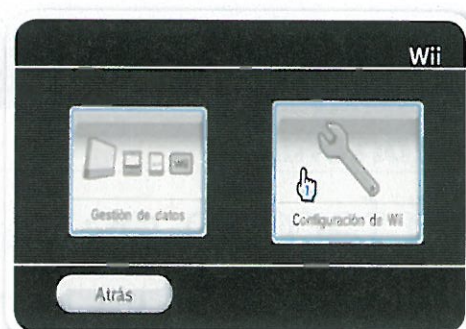 Wii
Gestión de datos
Configuración de Wii
Atrás